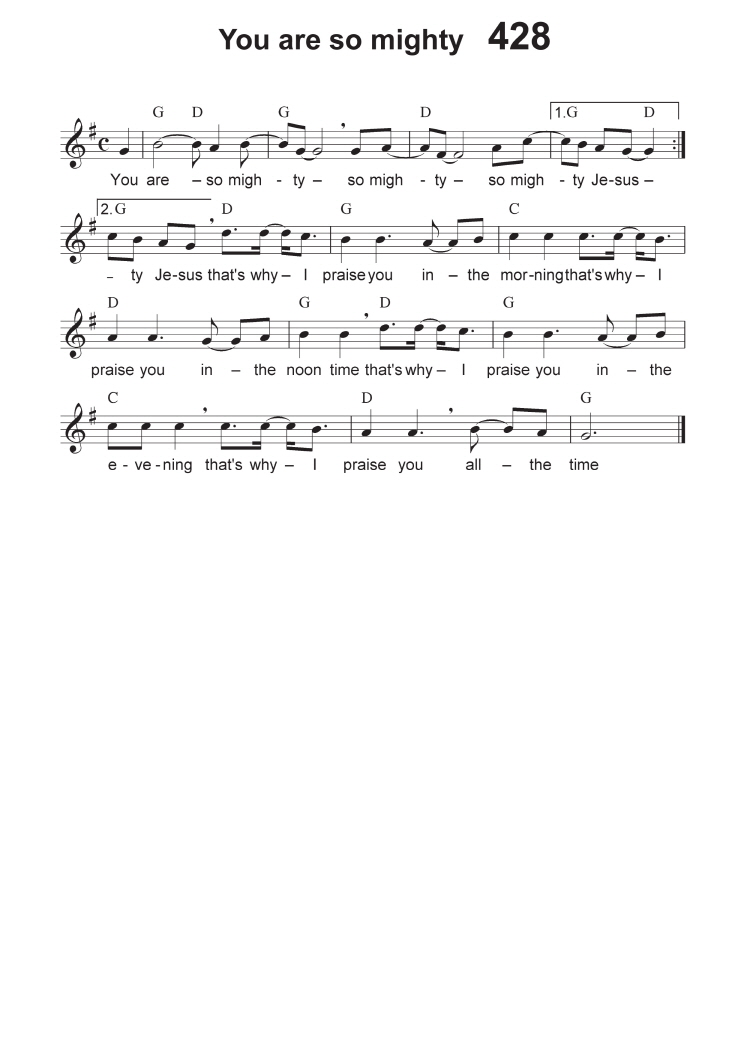 You are so mighty 428
G D G D 1.G D
You are – so migh - ty – so migh - ty – so migh - ty Je-sus –
2.G D G C
– ty Je-sus that's why – I praise you in – the mor-ning that's why – I
D G D G
praise you in – the noon time that's why – I praise you in – the
C D G
e - ve - ning that's why – I praise you all – the time